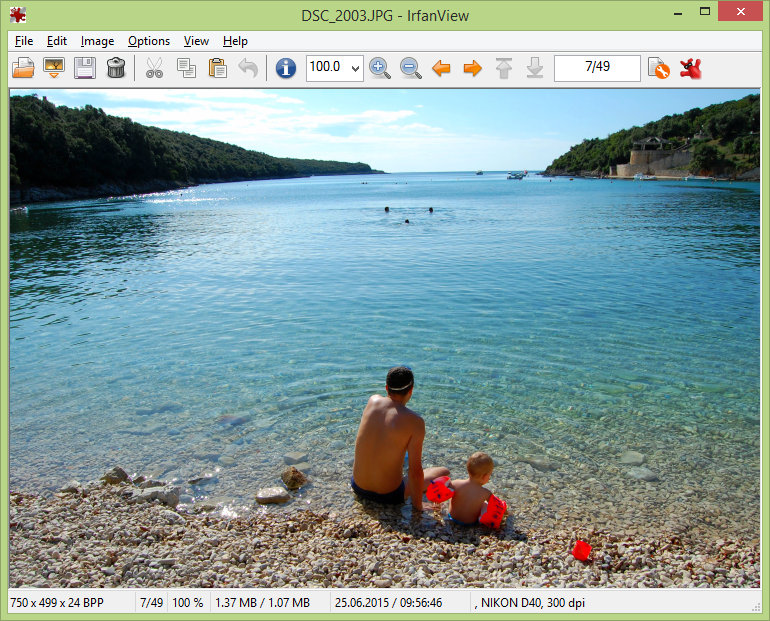 DSC_2003.JPG - IrfanView
File Edit Image Options View Help
100.0 7/49
750 x 499 x 24 BPP 7/49 100 % 1.37 MB / 1.07 MB 25.06.2015 / 09:56:46 , NIKON D40, 300 dpi